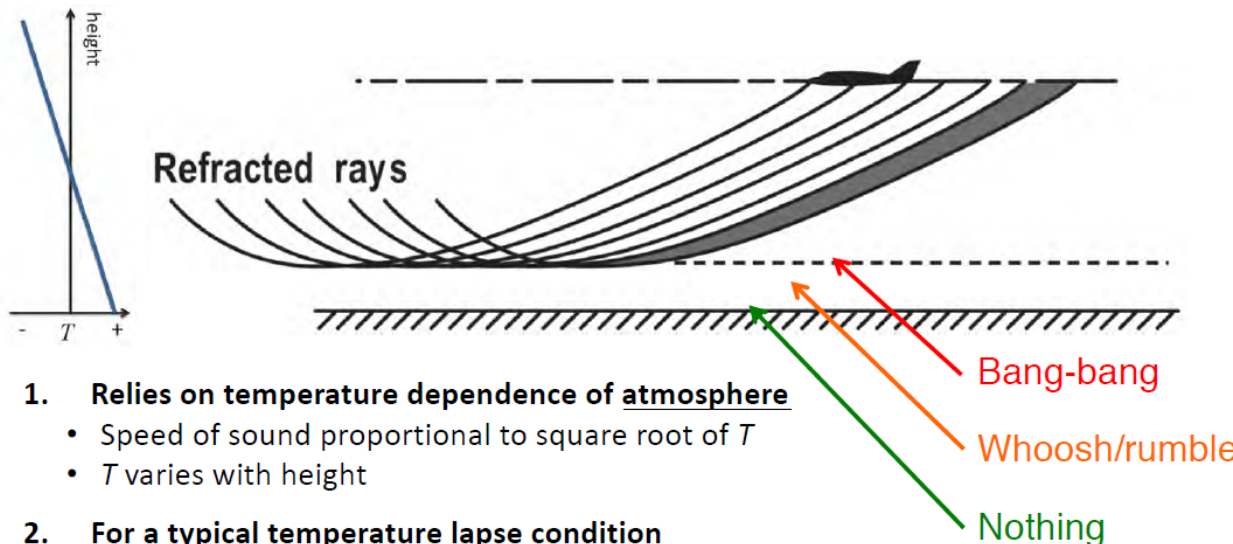 height
Refracted rays
- T +
Bang-bang
1. Relies on temperature dependence of atmosphere
• Speed of sound proportional to square root of T
Whoosh/rumble
• T varies with height
2. For a typical temperature lapse condition
Nothing